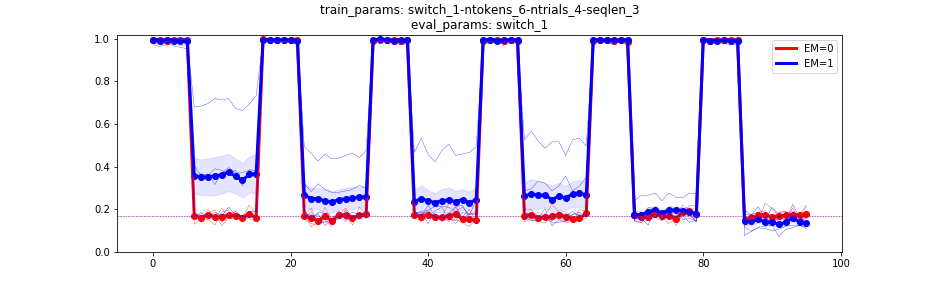 train_params: switch_1-ntokens_6-ntrials_4-seqlen_3
eval_params: switch_1
1.0
0.8
0.6
0.4
0.2
0.0
EM=0
EM=1
0 20 40 60 80 100